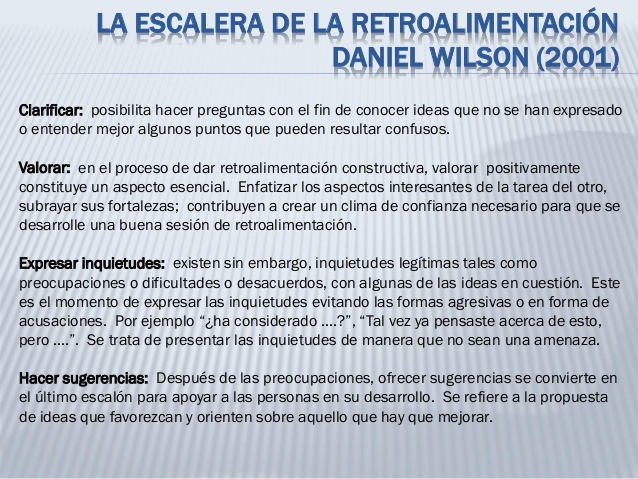 LA ESCALERA DE LA RETROALIMENTACIÓN
DANIEL WILSON (2001)
Clarificar: posibilita hacer preguntas con el fin de conocer ideas que no se han expresado
o entender mejor algunos puntos que pueden resultar confusos.
Valorar: en el proceso de dar retroalimentación constructiva, valorar positivamente
constituye un aspecto esencial. Enfatizar los aspectos interesantes de la tarea del otro,
subrayar sus fortalezas; contribuyen a crear un clima de confianza necesario para que se
desarrolle una buena sesión de retroalimentación.
Expresar inquietudes: existen sin embargo, inquietudes legítimas tales como
preocupaciones o dificultades o desacuerdos, con algunas de las ideas en cuestión. Este
es el momento de expresar las inquietudes evitando las formas agresivas o en forma de
acusaciones. Por ejemplo “¿ha considerado ....?”, “Tal vez ya pensaste acerca de esto,
pero ....”. Se trata de presentar las inquietudes de manera que no sean una amenaza.
Hacer sugerencias: Después de las preocupaciones, ofrecer sugerencias se convierte en
el último escalón para apoyar a las personas en su desarrollo. Se refiere a la propuesta
de ideas que favorezcan y orienten sobre aquello que hay que mejorar.